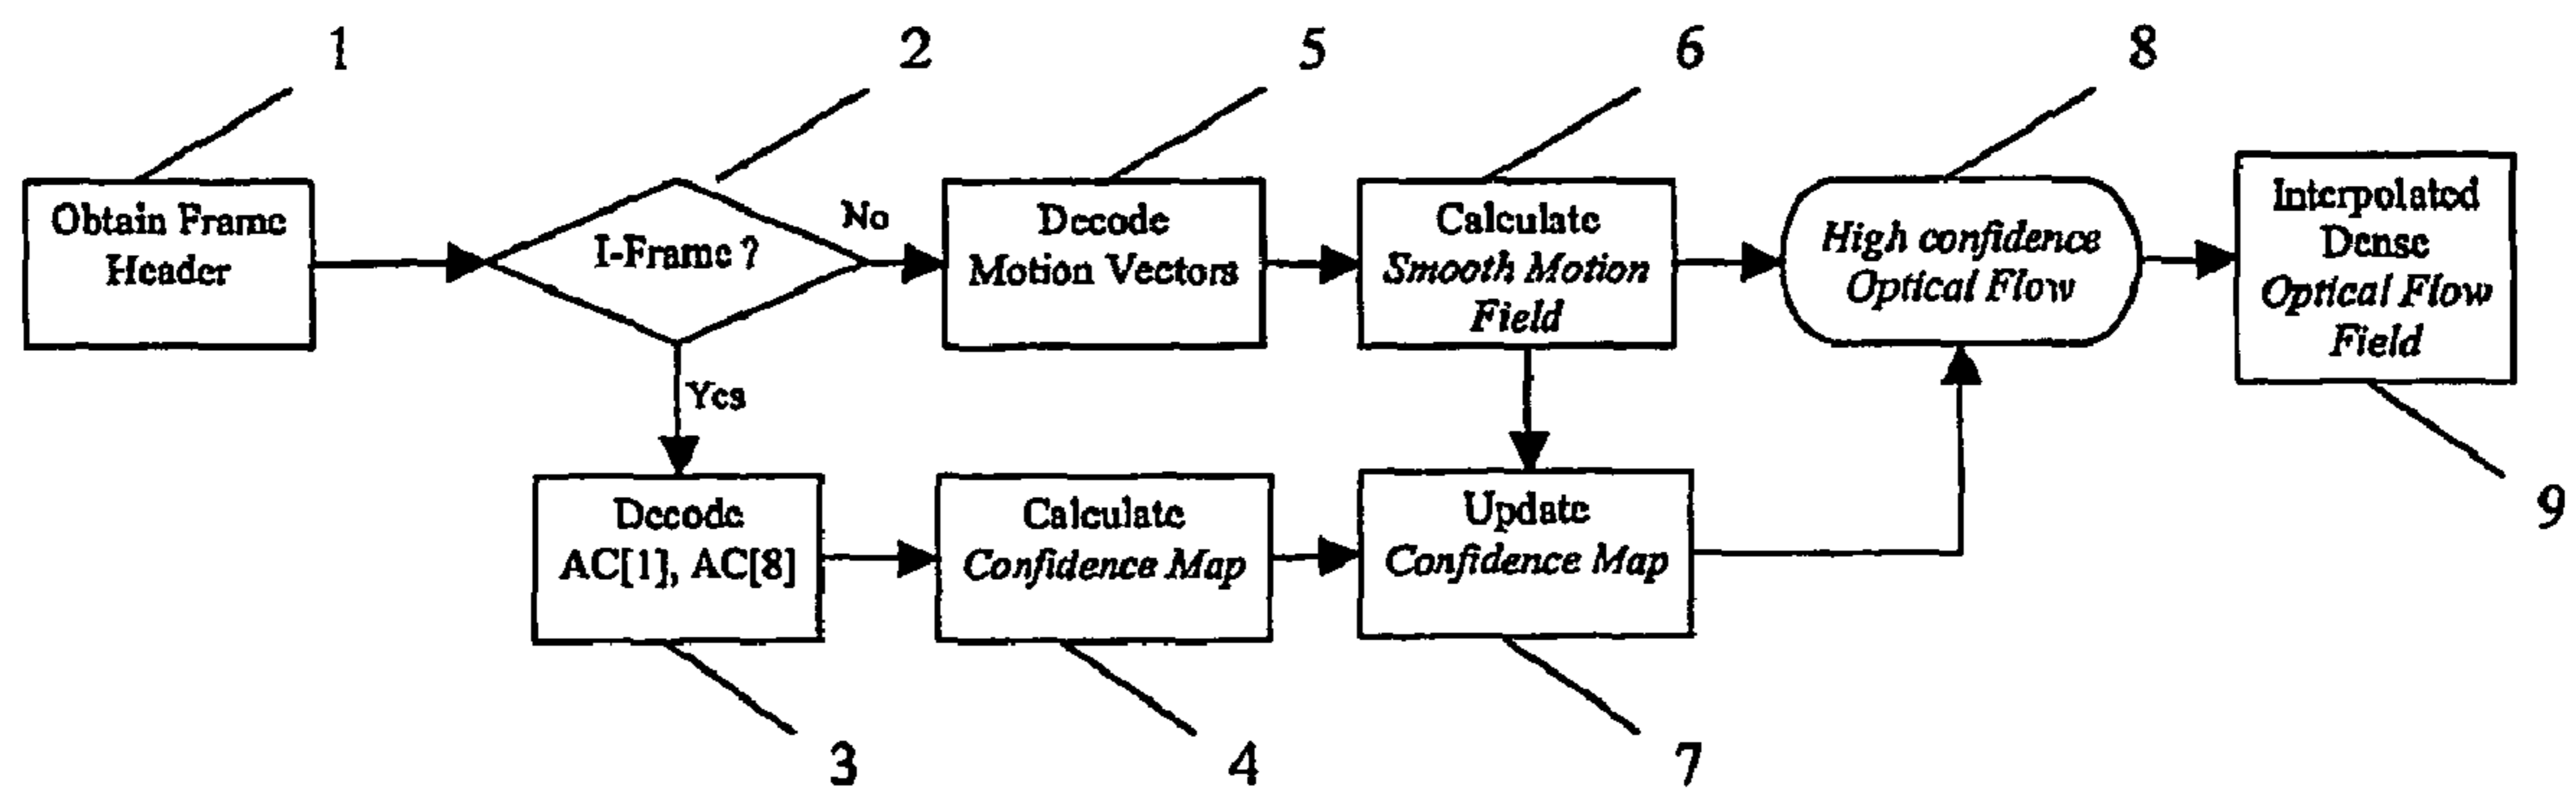 1
2
5
6
8
Obtain Frame
Header
I-Frame ?
No
Decode
Motion Vectors
Calculate
Smooth Motion
Field
High confidence
Optical Flow
Interpolated
Dense
Optical Flow
Field
Yes
Decode
AC[1], AC[8]
Calculate
Confidence Map
Update
Confidence Map
9
3
4
7